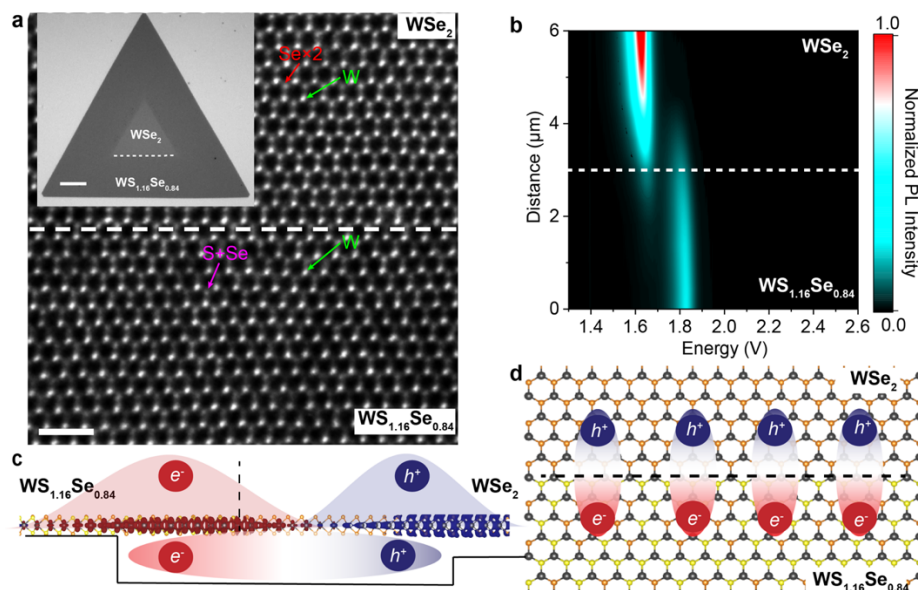 a
WSe2
Se×2
W
WSe2
WS1.16Se0.84
S+Se
W
WS1.16Se0.84
b
WSe2
WS1.16Se0.84
Distance (μm)
6
4
2
0
1.4 1.6 1.8 2.0 2.2 2.4 2.6
Energy (V)
1.0
0.0
Normalized PL Intensity
c
WS1.16Se0.84
e-
h+
WSe2
e-
h+
d
WSe2
h+ h+ h+ h+
e- e- e- e-
WS1.16Se0.84